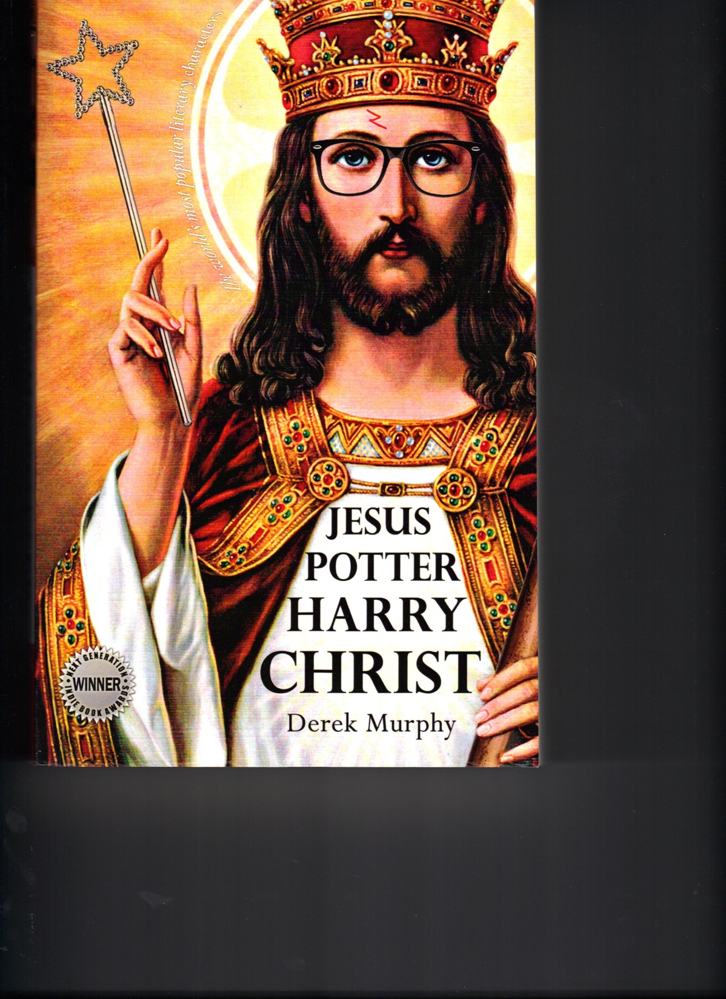 The world's most popular literary characters
JESUS
POTTER
HARRY
CHRIST
Derek Murphy
NEXT GENERATION
WINNER
INDIE BOOK AWARDS